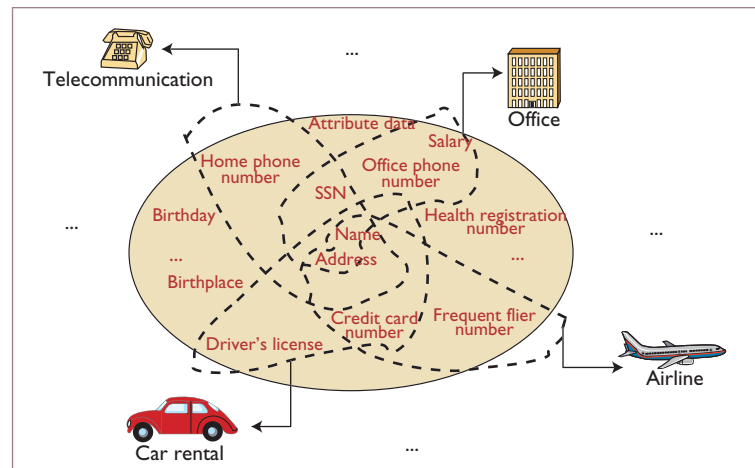 ...
Telecommunication
Office
Attribute data
Salary
Home phone
number
Office phone
number
SSN
Birthday
Health registration
number
...
...
Name
...
...
Address
Birthplace
Credit card
number
Frequent flier
number
Driver's license
Airline
Car rental
...